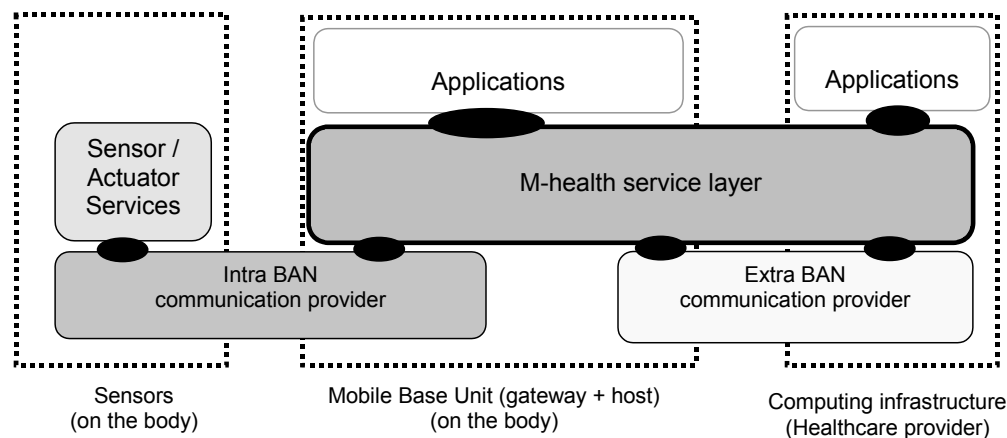 Applications
Applications
Sensor /
Actuator
Services
M-health service layer
Intra BAN
communication provider
Extra BAN
communication provider
Sensors
(on the body)
Mobile Base Unit (gateway + host)
(on the body)
Computing infrastructure
(Healthcare provider)